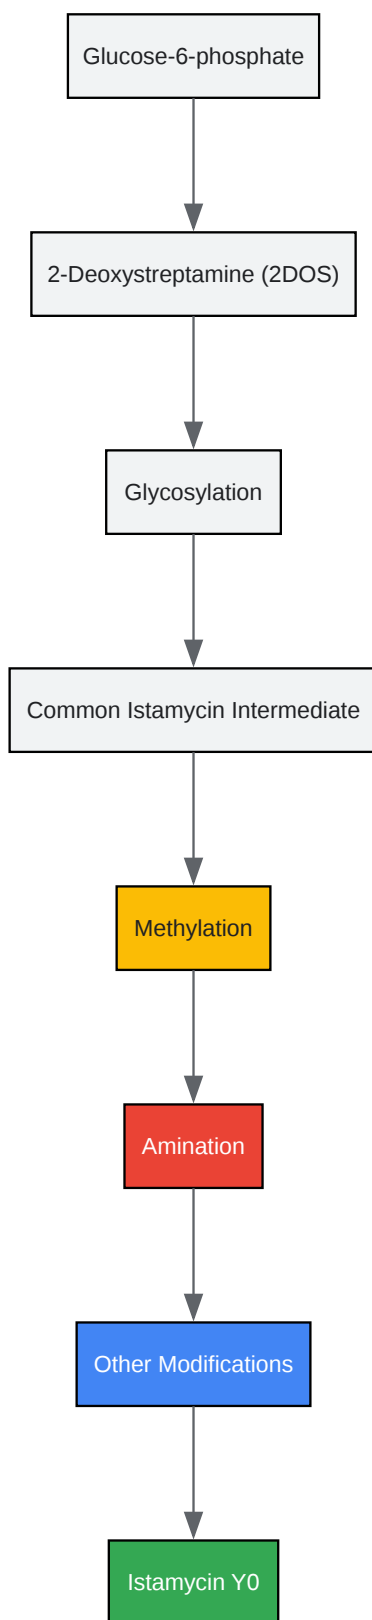 Glucose-6-phosphate
2-Deoxystreptamine (2DOS)
Glycosylation
Common Istamycin Intermediate
Methylation
Amination
Other Modifications
Istamycin Y0